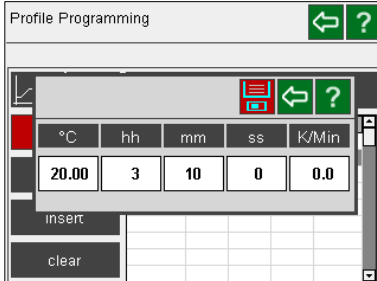 Profile Programming
?
?
°C hh mm ss K/Min
20.00 3 10 0 0.0
insert
clear